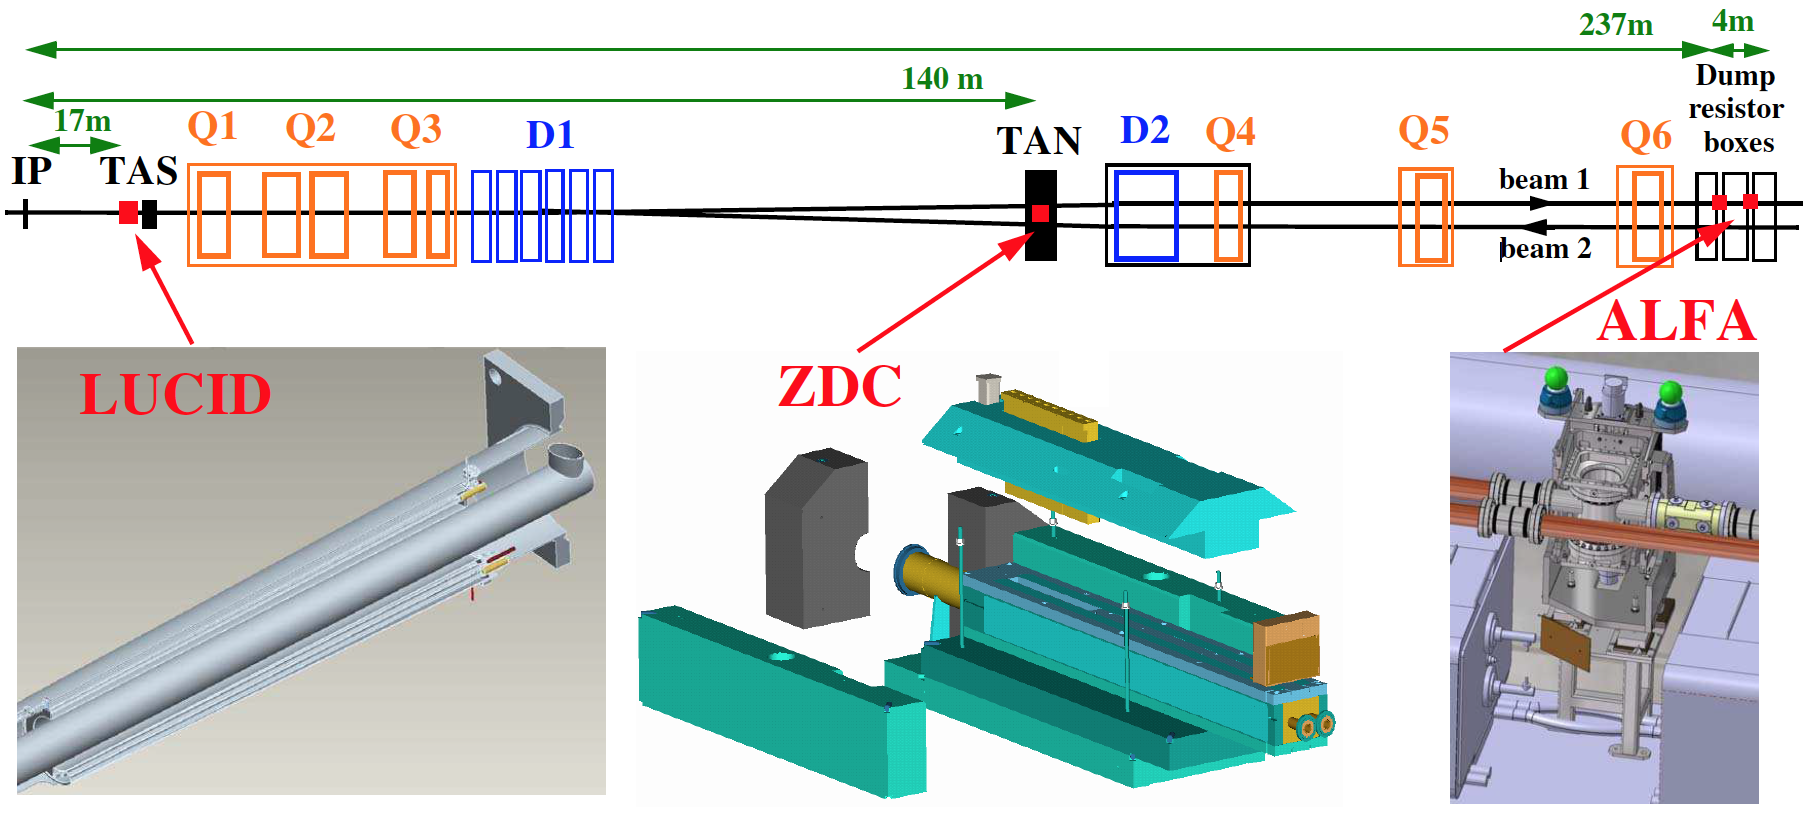 237m
4m
140 m
Dump
resistor
boxes
17m
Q1
Q2
Q3
D1
TAN
D2
Q4
Q5
Q6
IP
TAS
beam 1
beam 2
LUCID
ZDC
ALFA